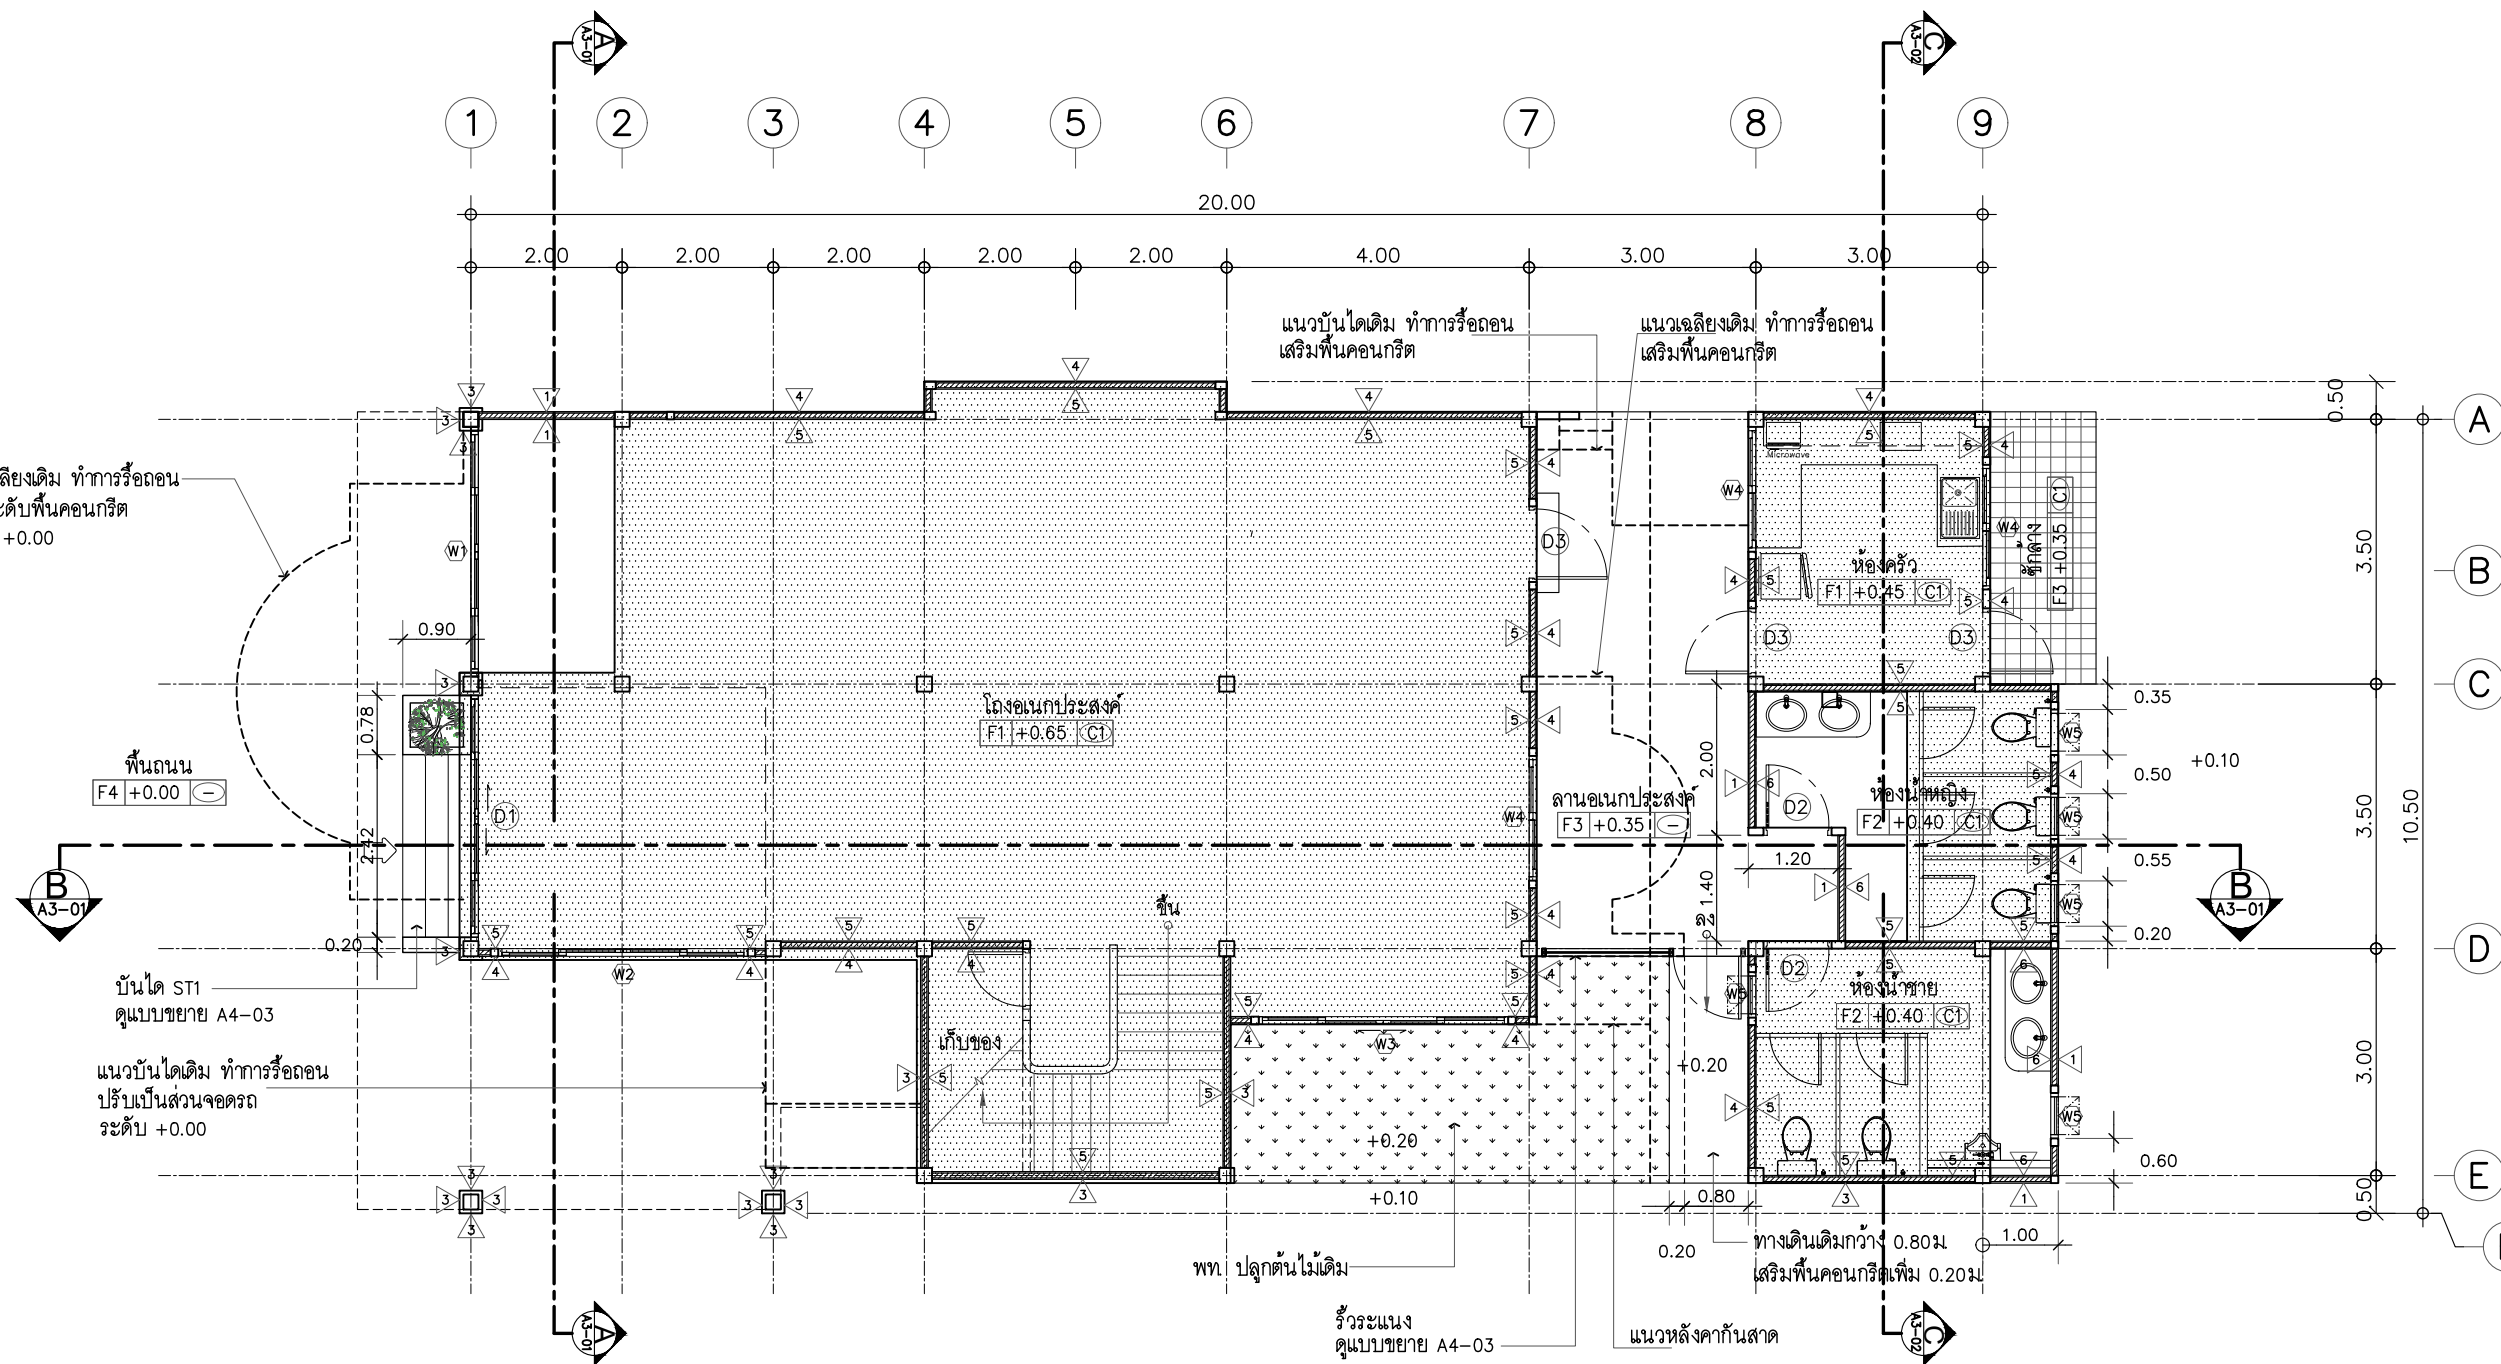 A
A3-01
C
A3-02
1
2
3
4
5
6
7
8
9
20.00
2.00
2.00
2.00
2.00
2.00
4.00
3.00
3.00
แนวบันไดเดิม ทำการรื้อถอน
เสริมพื้นคอนกรีต
แนวเฉลียงเดิม ทำการรื้อถอน
เสริมพื้นคอนกรีต
0.50
A
3.50
B
C
3.50
10.50
D
3.00
E
0.50
ลียงเดิม ทำการรื้อถอน
ะดับพื้นคอนกรีต
+0.00
W1
0.90
0.78
2.42
0.20
พื้นถนน
F4 +0.00 –
D1
B
A3-01
บันได ST1
ดูแบบขยาย A4-03
แนวบันไดเดิม ทำการรื้อถอน
ปรับเป็นส่วนจอดรถ
ระดับ +0.00
W2
โถงอเนกประสงค์
F1 +0.65 C1
ขึ้น
เก็บของ
W3
D3
W4
ลานอเนกประสงค์
F3 +0.35 –
Microwave
W4
ห้องครัว
F1 +0.45 C1
D3
D3
W4
ซักล้าง
F3 +0.35 C1
2.00
1.20
ลง 1.40
D2
ห้องน้ำหญิง
F2 +0.40 C1
W5
W5
W5
0.35
0.50
+0.10
0.55
0.20
B
A3-01
D2
W5
ห้องน้ำชาย
F2 +0.40 C1
W5
0.60
+0.20
+0.20
+0.10
0.80
0.20
1.00
ทางเดินเดิมกว้าง 0.80ม.
เสริมพื้นคอนกรีตเพิ่ม 0.20ม.
พท. ปลูกต้นไม้เดิม
รั้วระแนง
ดูแบบขยาย A4-03
แนวหลังคากันสาด
A
A3-01
C
A3-02